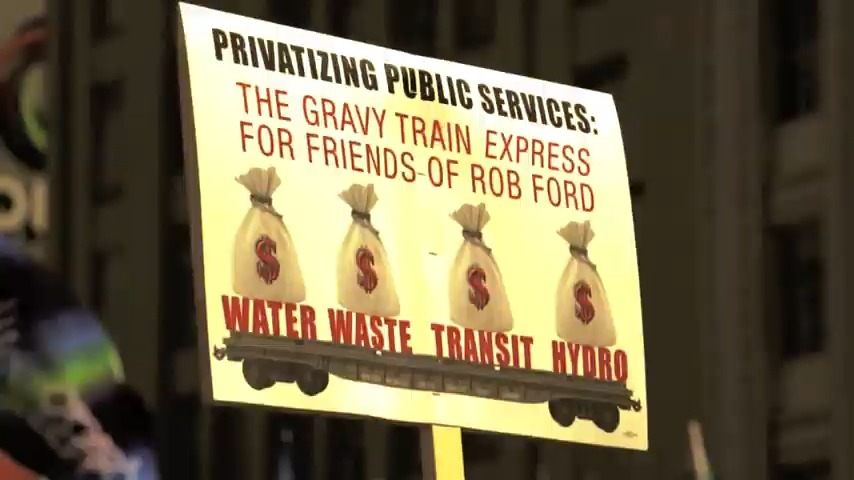 PRIVATIZING PUBLIC SERVICES:
THE GRAVY TRAIN EXPRESS
FOR FRIENDS-OF ROB FORD
$ $ $ $
WATER WASTE TRANSIT HYDRO